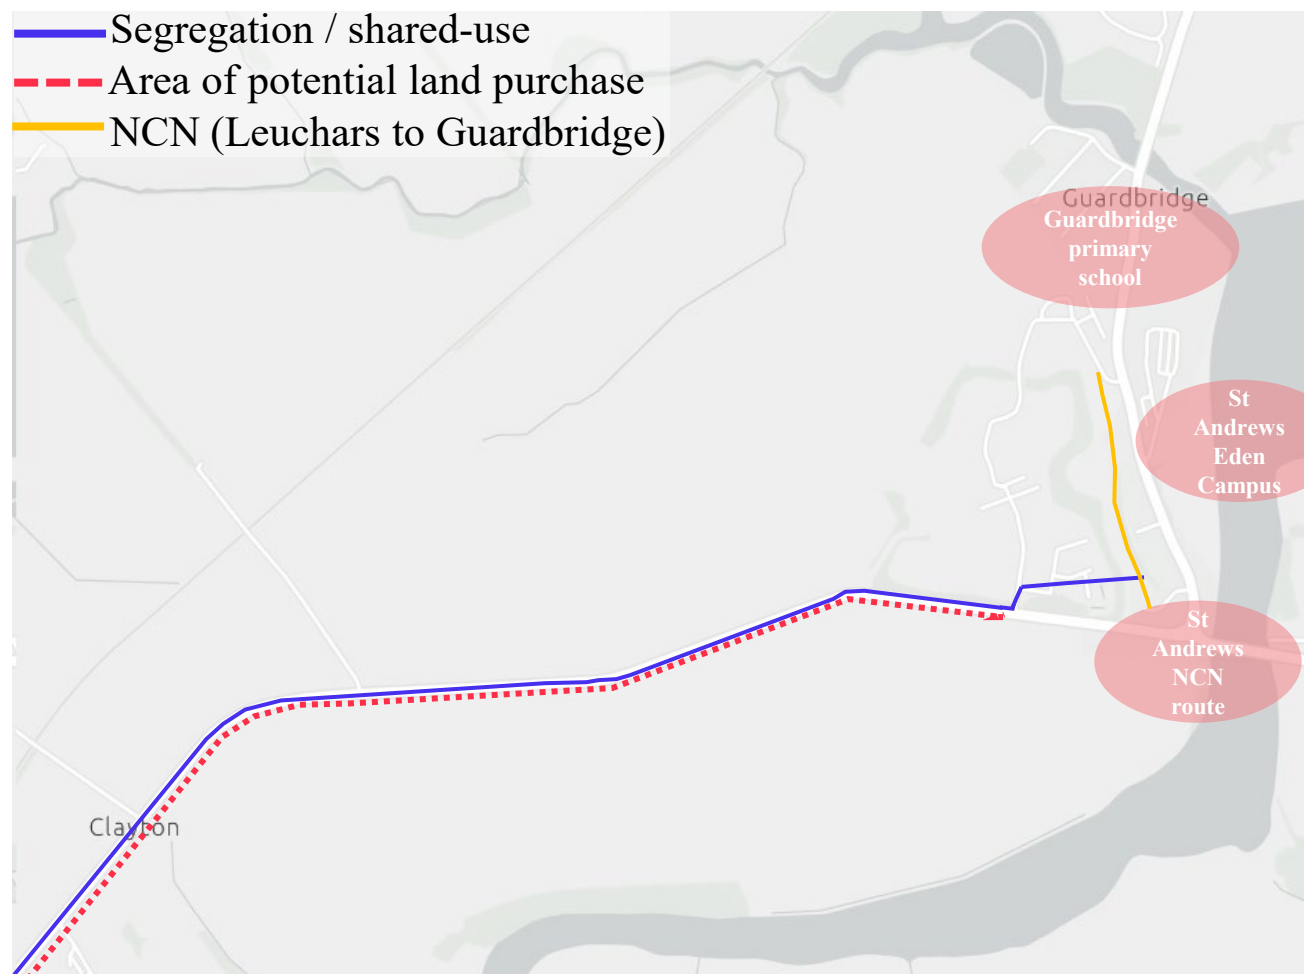 Segregation / shared-use
Area of potential land purchase
NCN (Leuchars to Guardbridge)
Guardbridge
Guardbridge
primary
school
St
Andrews
Eden
Campus
St
Andrews
NCN
route
Clayton